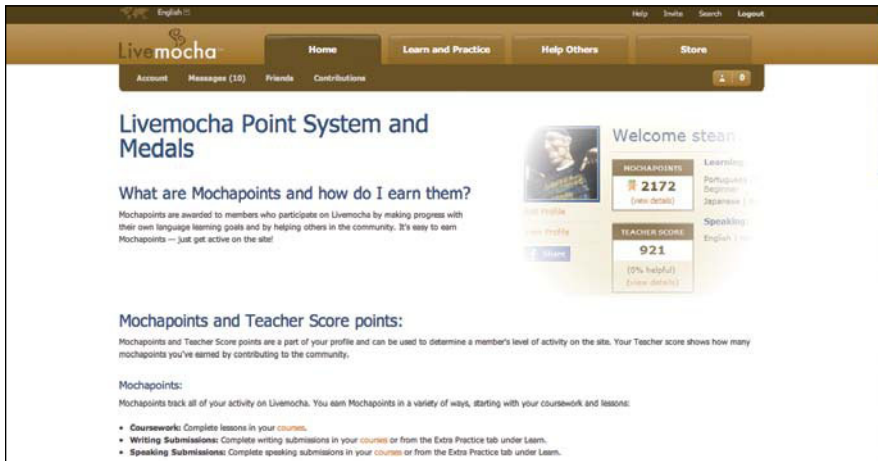 English
Help Invite Search Logout
Livemocha
Home Learn and Practice Help Others Store
Account Messages (10) Friends Contributions
0
Livemocha Point System and
Medals
What are Mochapoints and how do I earn them?
Mochapoints are awarded to members who participate on Livemocha by making progress with
their own language learning goals and by helping others in the community. It's easy to earn
Mochapoints — just get active on the site!
Welcome stean
MOCHAPOINTS
2172
(view details)
TEACHER SCORE
921
(0% helpful)
(view details)
Profile
Profile
Share
Learning
Portuguese
Beginner
Japanese
Speaking:
English
Mochapoints and Teacher Score points:
Mochapoints and Teacher Score points are a part of your profile and can be used to determine a member's level of activity on the site. Your Teacher score shows how many
mochapoints you've earned by contributing to the community.
Mochapoints:
Mochapoints track all of your activity on Livemocha. You earn Mochapoints in a variety of ways, starting with your coursework and lessons:
• Coursework: Complete lessons in your courses.
• Writing Submissions: Complete writing submissions in your courses or from the Extra Practice tab under Learn.
• Speaking Submissions: Complete speaking submissions in your courses or from the Extra Practice tab under Learn.